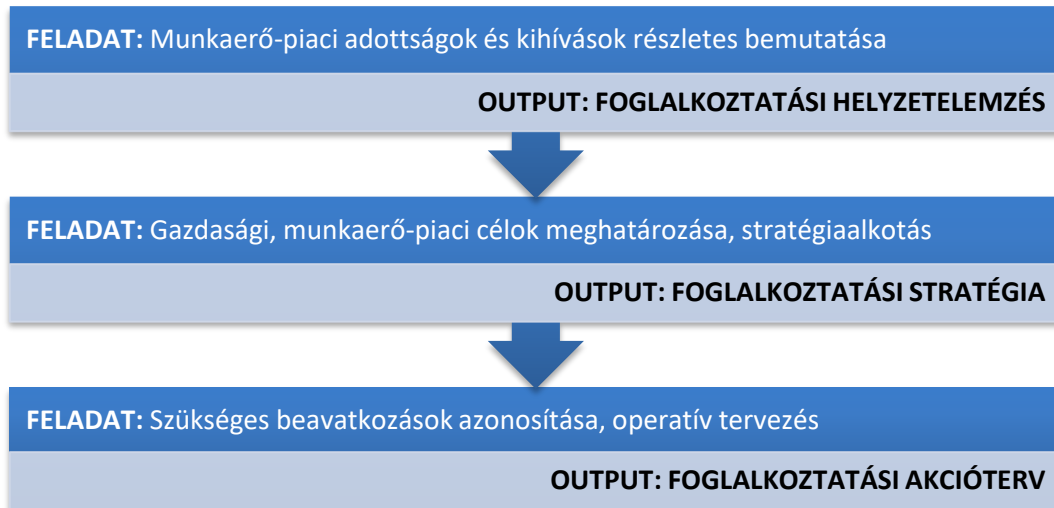 FELADAT: Munkaerő-piaci adottságok és kihívások részletes bemutatása
OUTPUT: FOGLALKOZTATÁSI HELYZETELEMZÉS
FELADAT: Gazdasági, munkaerő-piaci célok meghatározása, stratégiaalkotás
OUTPUT: FOGLALKOZTATÁSI STRATÉGIA
FELADAT: Szükséges beavatkozások azonosítása, operatív tervezés
OUTPUT: FOGLALKOZTATÁSI AKCIÓTERV